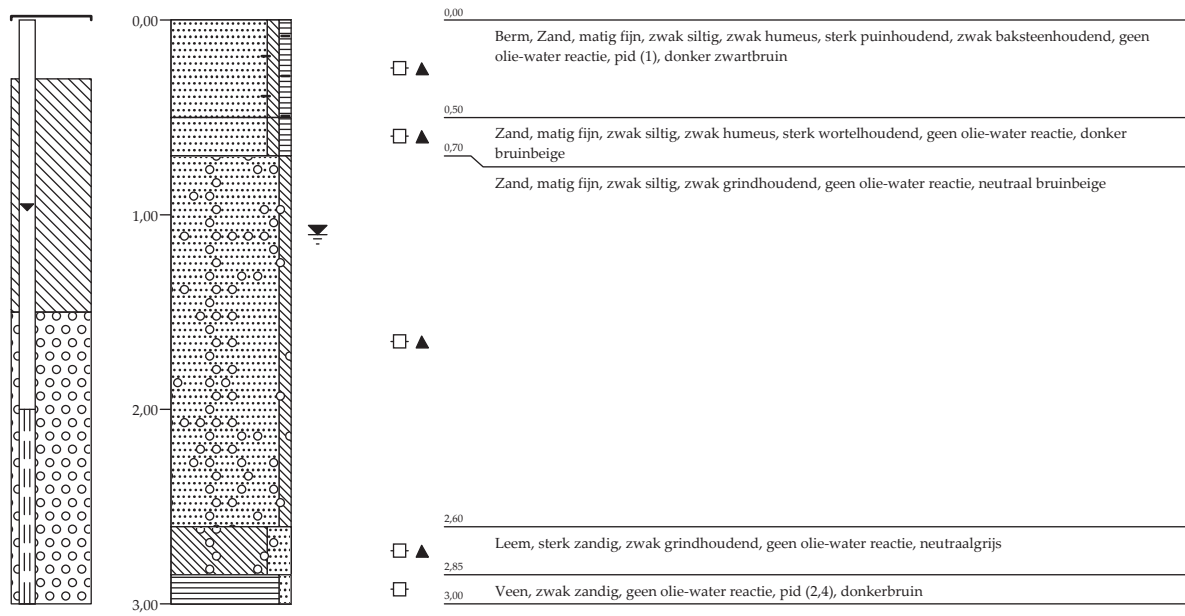 0,00
0,00
Berm, Zand, matig fijn, zwak siltig, zwak humeus, sterk puinhoudend, zwak baksteenhoudend, geen
olie-water reactie, pid (1), donker zwartbruin
0,50
Zand, matig fijn, zwak siltig, zwak humeus, sterk wortelhoudend, geen olie-water reactie, donker
bruinbeige
0,70
Zand, matig fijn, zwak siltig, zwak grindhoudend, geen olie-water reactie, neutraal bruinbeige
1,00
2,00
2,60
Leem, sterk zandig, zwak grindhoudend, geen olie-water reactie, neutraalgrijs
2,85
Veen, zwak zandig, geen olie-water reactie, pid (2,4), donkerbruin
3,00
3,00